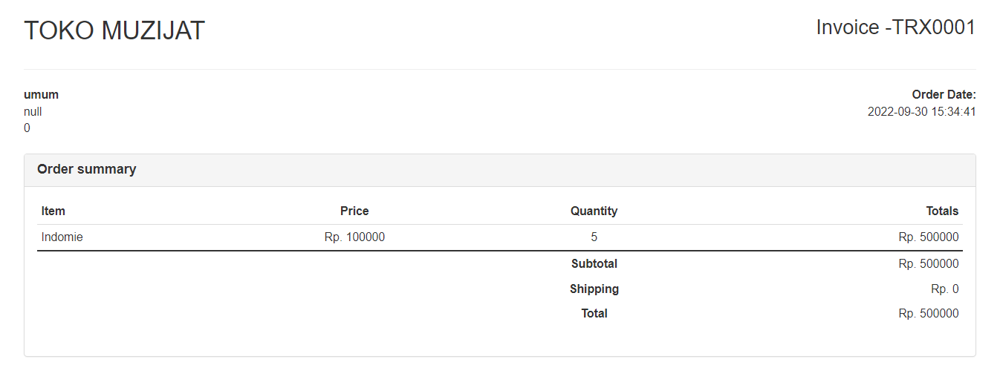 TOKO MUZIJAT
Invoice -TRX0001
umum
null
0
Order Date:
2022-09-30 15:34:41
Order summary
Item Price Quantity Totals
Indomie Rp. 100000 5 Rp. 500000
Subtotal Rp. 500000
Shipping Rp. 0
Total Rp. 500000